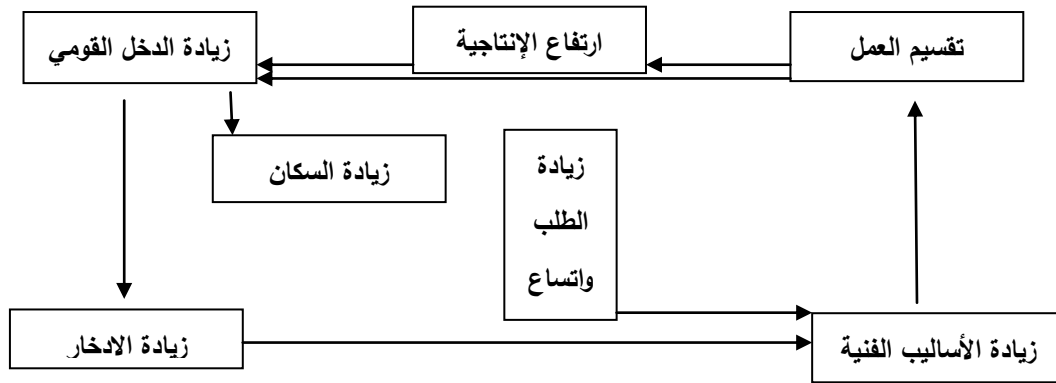 تقسيم العمل
ارتفاع الإنتاجية
زيادة الدخل القومي
زيادة السكان
زيادة
الطلب
واتساع
زيادة الأساليب الفنية
زيادة الادخار